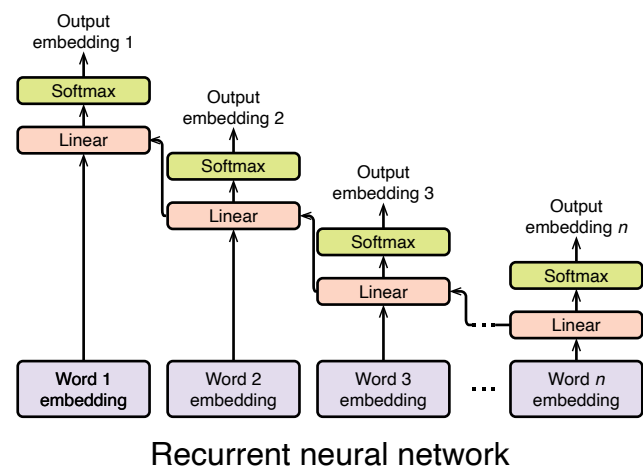 Output
embedding 1
Softmax
Linear
Output
embedding 2
Softmax
Linear
Output
embedding 3
Softmax
Linear
Output
embedding n
Softmax
Linear
Word 1
embedding
Word 2
embedding
Word 3
embedding
...
Word n
embedding
Recurrent neural network